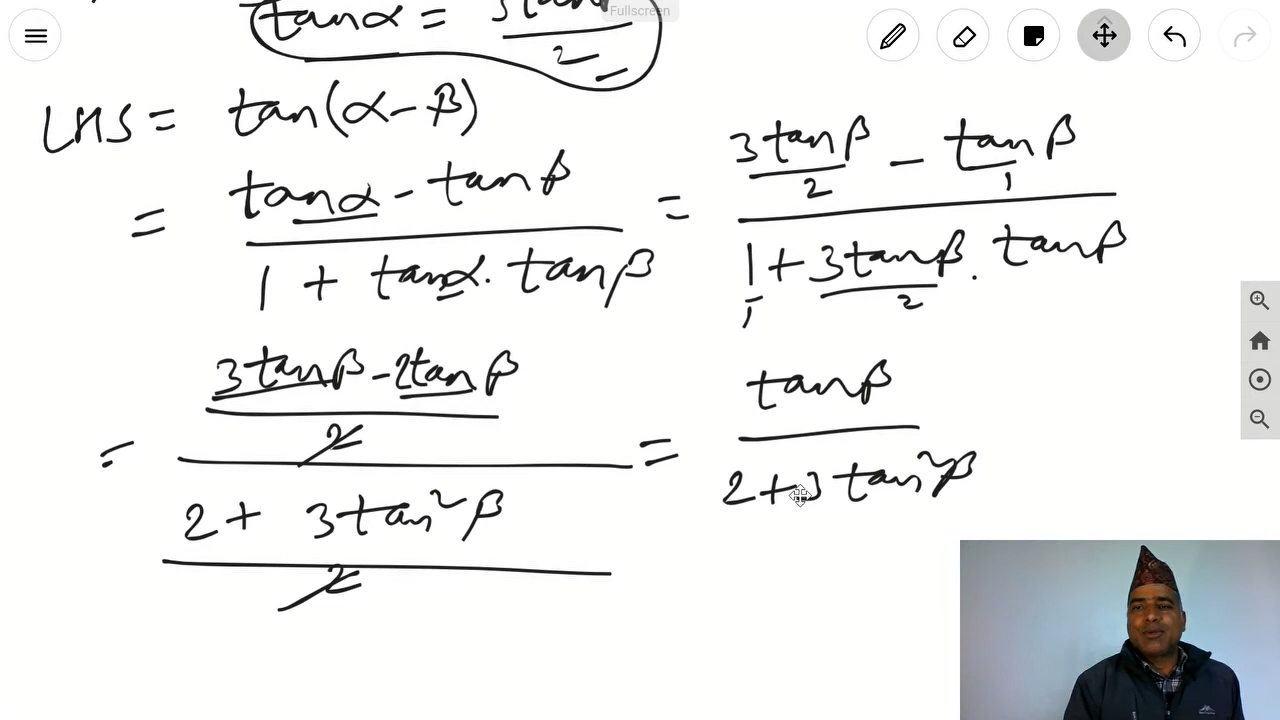 Fullscreen
tanα = 3tanβ/2
LHS = tan(α-β)
= (tanα - tanβ)/(1 + tanα. tanβ) = (3tanβ/2 - tanβ/1)/(1/1 + 3tanβ/2 . tanβ)
= ((3tanβ - 2tanβ)/2)/((2 + 3tan²β)/2) = tanβ/(2+3tan²β)